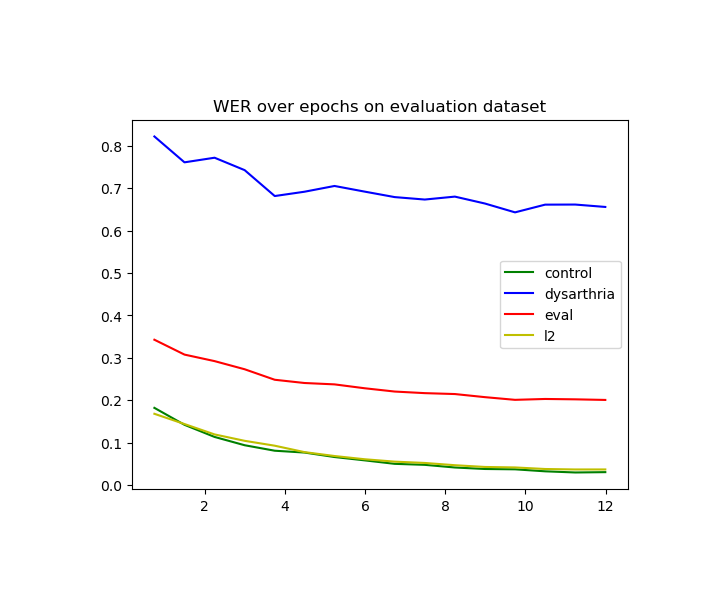 WER over epochs on evaluation dataset
0.8
0.7
0.6
0.5
0.4
0.3
0.2
0.1
0.0
control
dysarthria
eval
l2
2 4 6 8 10 12